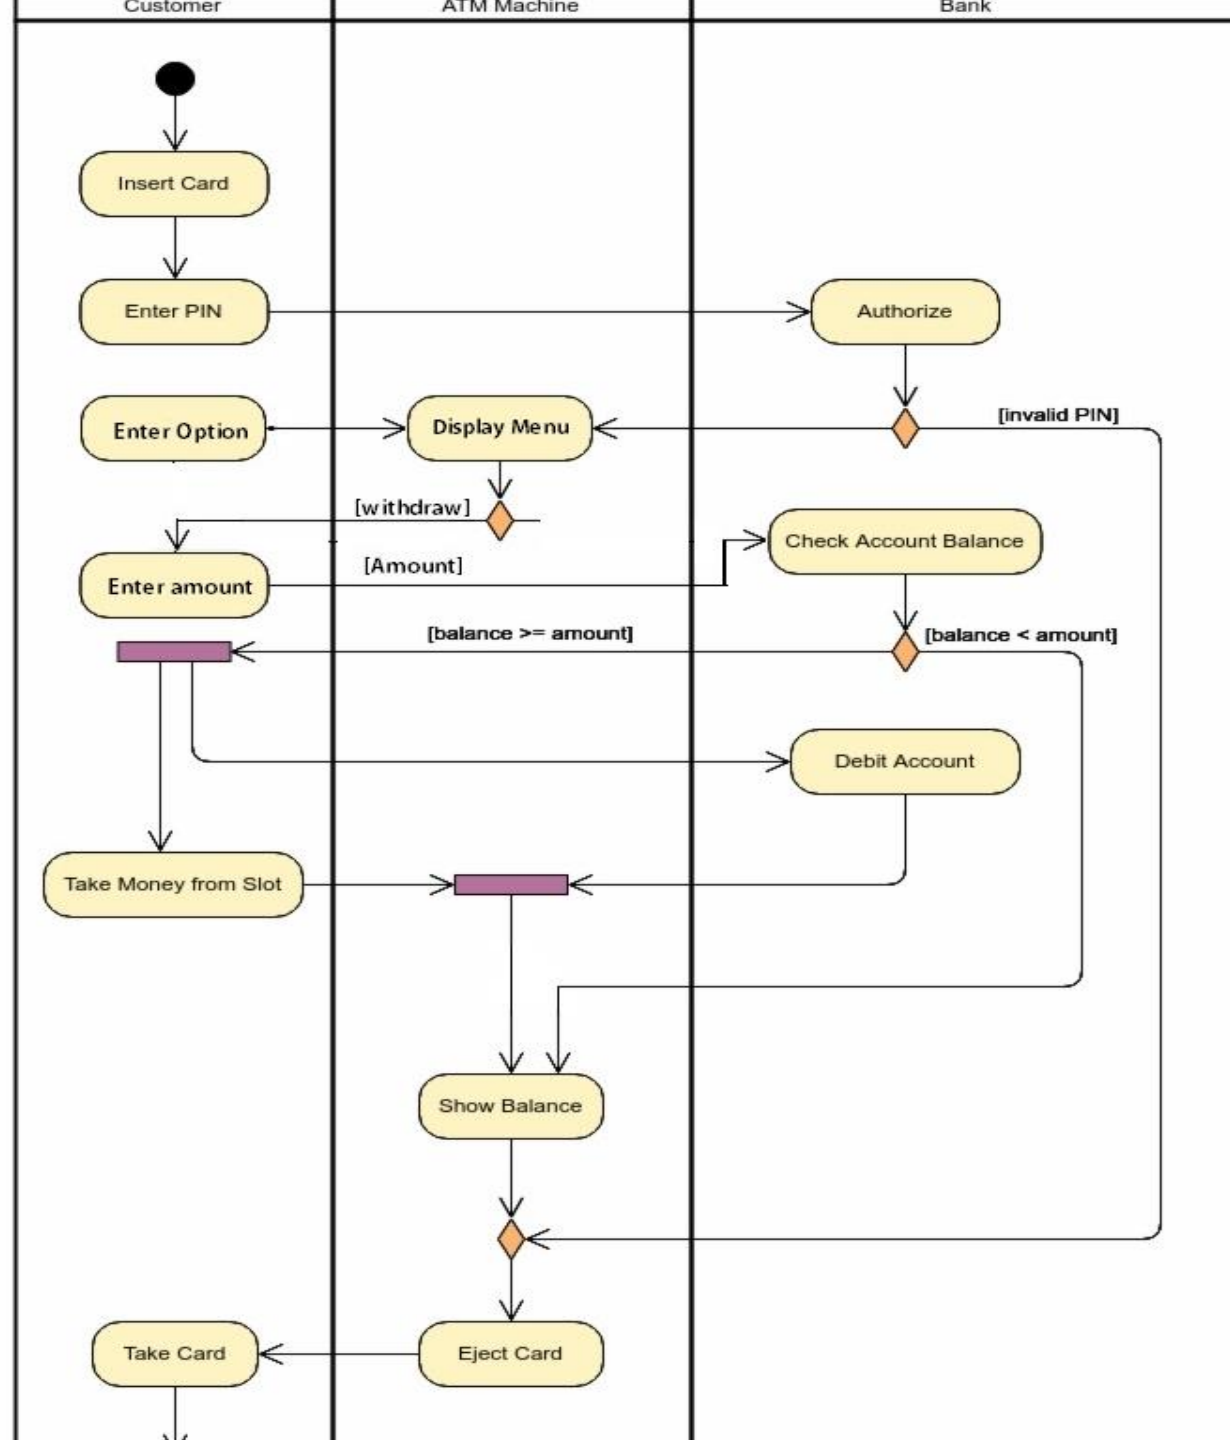 Customer
ATM Machine
Bank
Insert Card
Enter PIN
Authorize
[invalid PIN]
Enter Option
Display Menu
[withdraw]
Check Account Balance
[Amount]
Enter amount
[balance >= amount]
[balance < amount]
Debit Account
Take Money from Slot
Show Balance
Take Card
Eject Card